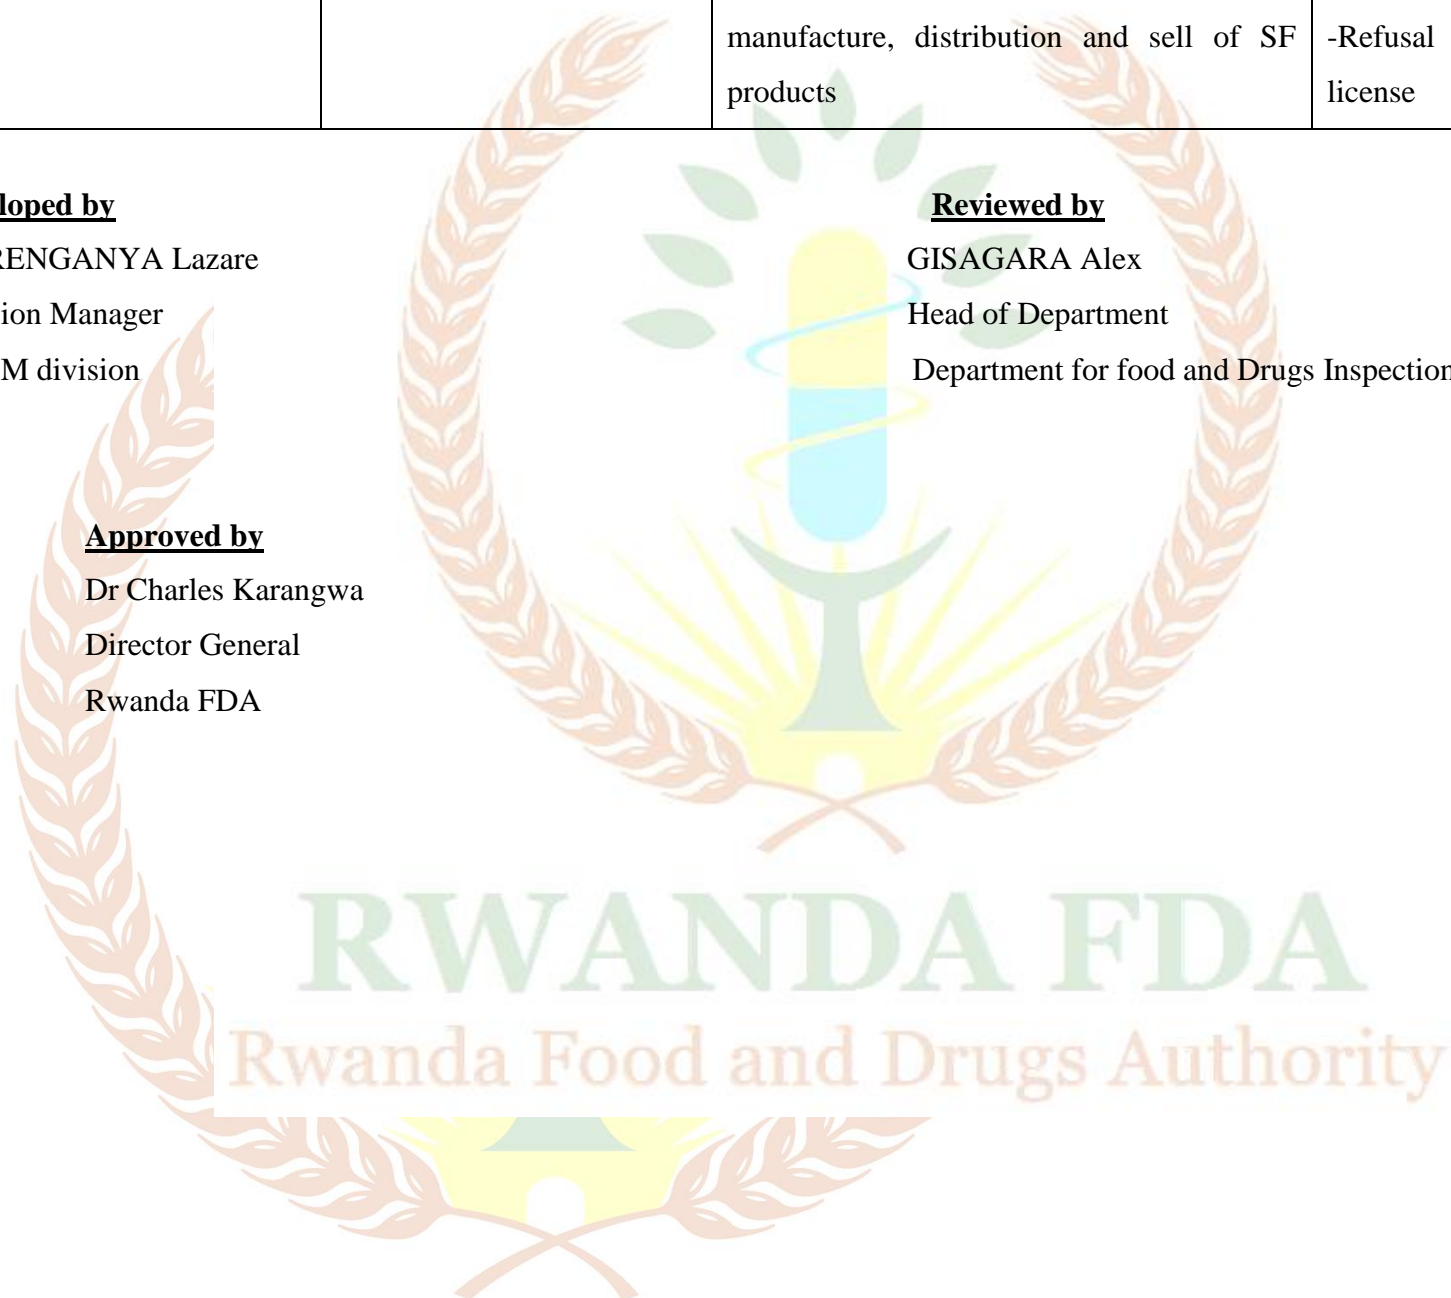 manufacture, distribution and sell of SF
products
-Refusal
license
loped by
RENGANYA Lazare
ion Manager
M division
Reviewed by
GISAGARA Alex
Head of Department
Department for food and Drugs Inspection
Approved by
Dr Charles Karangwa
Director General
Rwanda FDA
RWANDA FDA
Rwanda Food and Drugs Authority